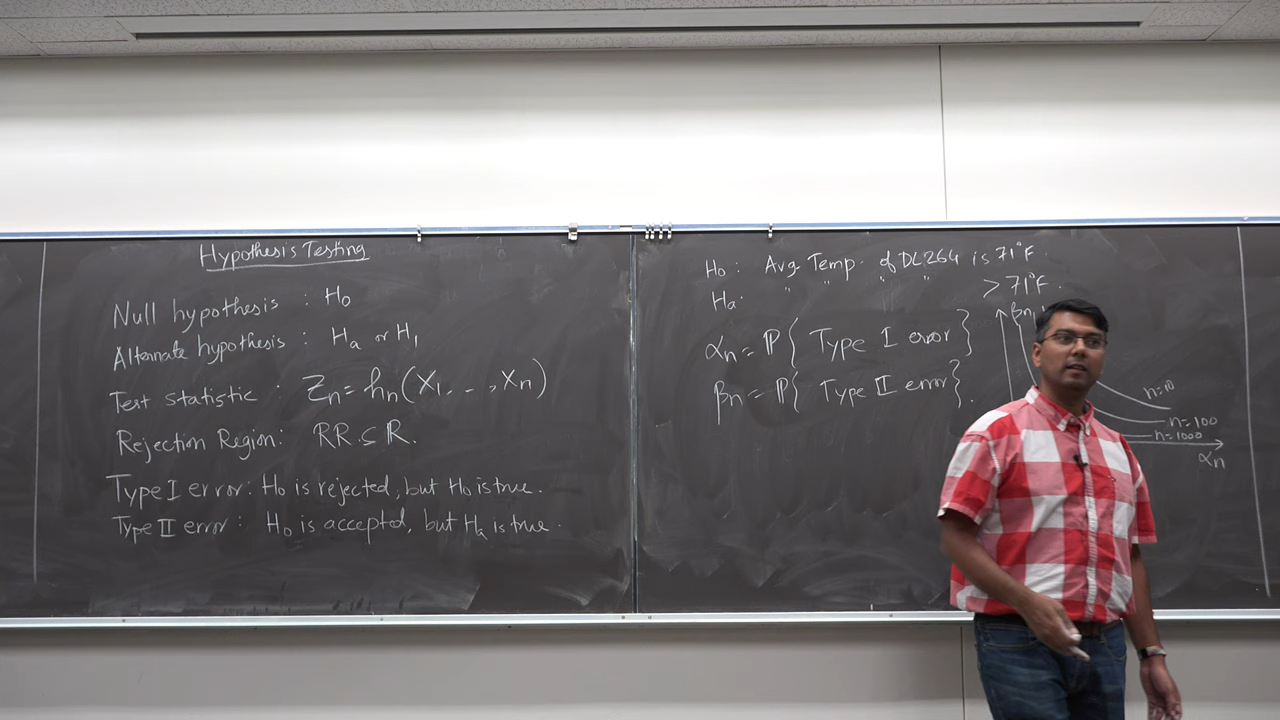 Hypothesis Testing
Null hypothesis : H0
Alternate hypothesis : Ha or H1
Test statistic : Zn = hn(X1, . . . , Xn)
Rejection Region: RR ⊆ ℝ.
Type I error: H0 is rejected, but H0 is true.
Type II error: H0 is accepted, but Ha is true.
H0 : Avg. Temp. of DL264 is 71°F.
Ha: " " " " > 71°F.
αn = ℙ{ Type I error }
βn = ℙ{ Type II error }.
βn
n=10
n=100
n=1000
αn